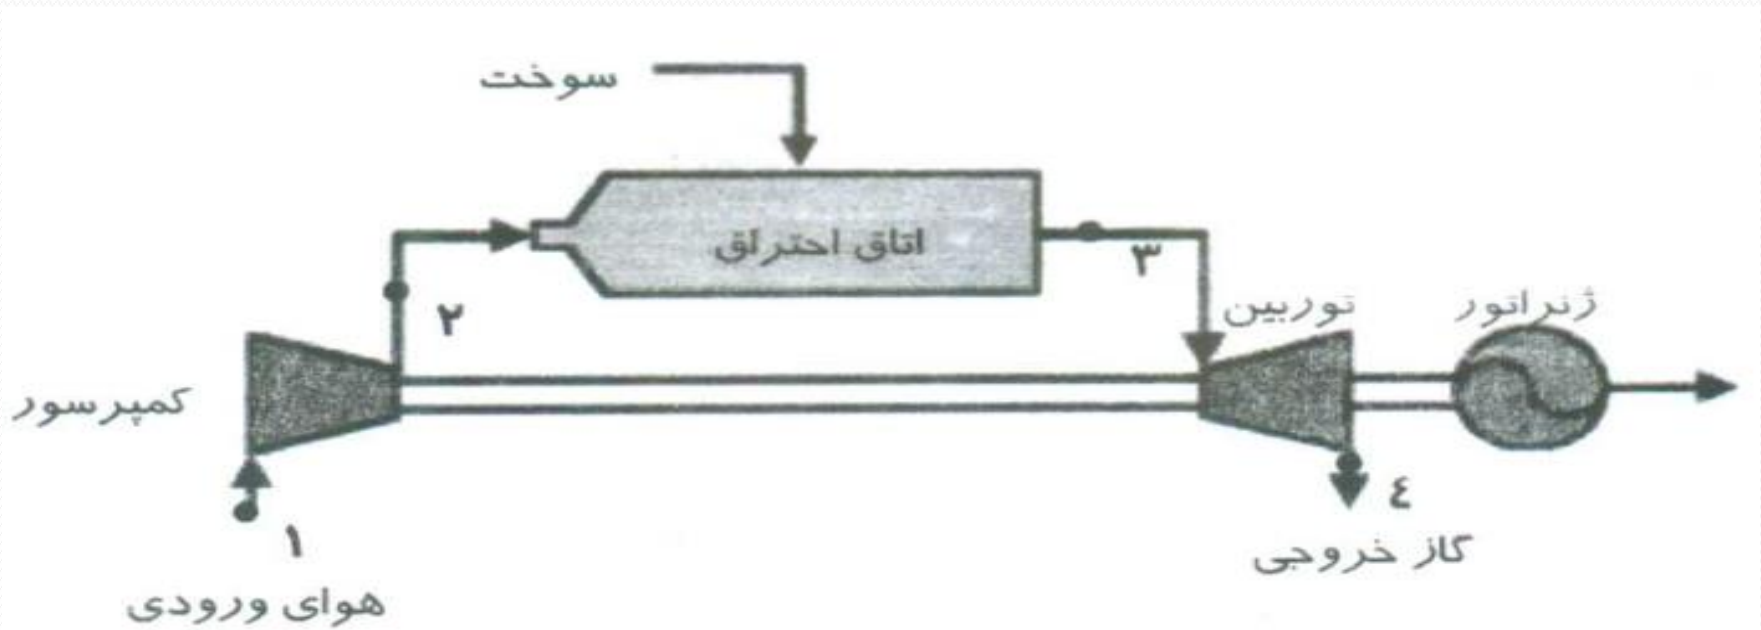 سوخت
اتاق احتراق
۳
۲
توربین
ژنراتور
کمپرسور
٤
۱
گاز خروجی
هوای ورودی